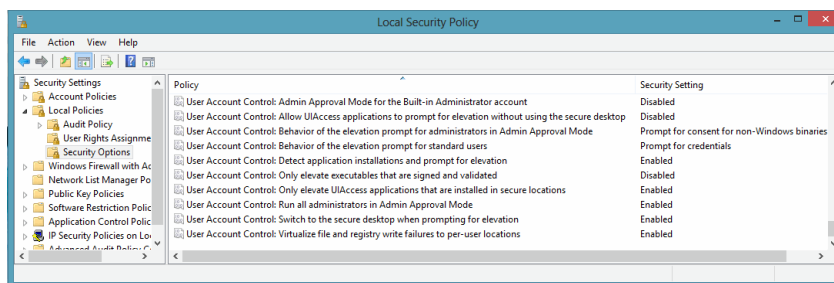 Local Security Policy
File Action View Help
Security Settings
Account Policies
Local Policies
Audit Policy
User Rights Assignme
Security Options
Windows Firewall with Ad
Network List Manager Po
Public Key Policies
Software Restriction Polic
Application Control Polic
IP Security Policies on Lo
Advanced Audit Policy C
Policy Security Setting
User Account Control: Admin Approval Mode for the Built-in Administrator account Disabled
User Account Control: Allow UIAccess applications to prompt for elevation without using the secure desktop Disabled
User Account Control: Behavior of the elevation prompt for administrators in Admin Approval Mode Prompt for consent for non-Windows binaries
User Account Control: Behavior of the elevation prompt for standard users Prompt for credentials
User Account Control: Detect application installations and prompt for elevation Enabled
User Account Control: Only elevate executables that are signed and validated Disabled
User Account Control: Only elevate UIAccess applications that are installed in secure locations Enabled
User Account Control: Run all administrators in Admin Approval Mode Enabled
User Account Control: Switch to the secure desktop when prompting for elevation Enabled
User Account Control: Virtualize file and registry write failures to per-user locations Enabled